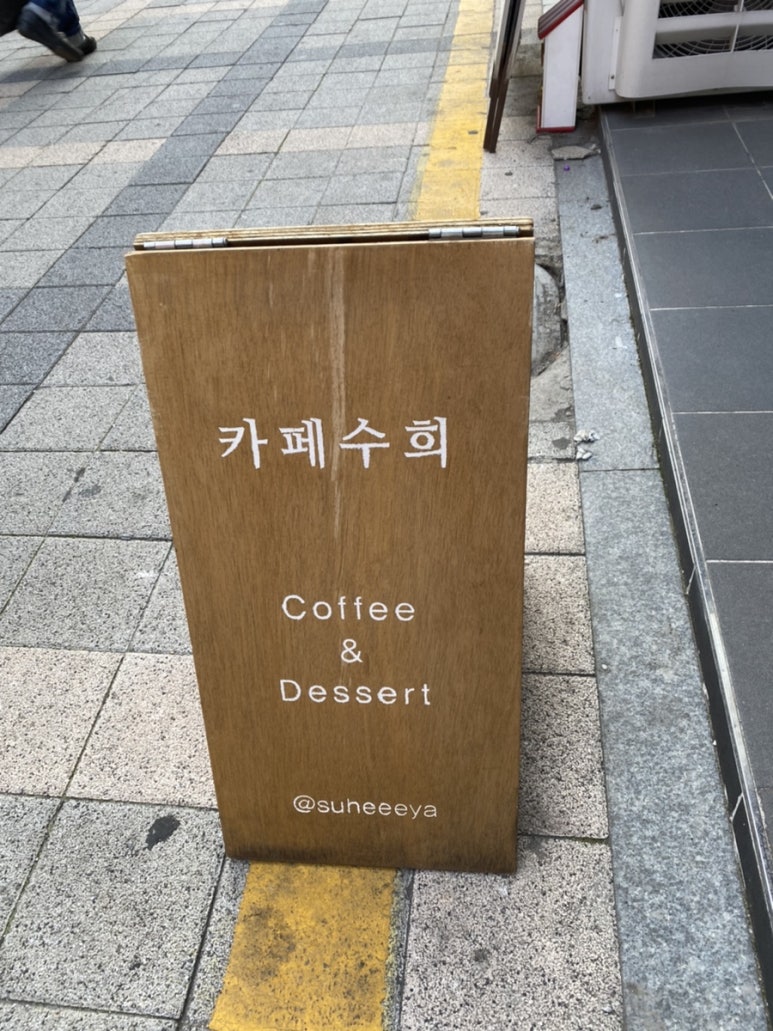 카페수희
Coffee
&
Dessert
@suheeeya